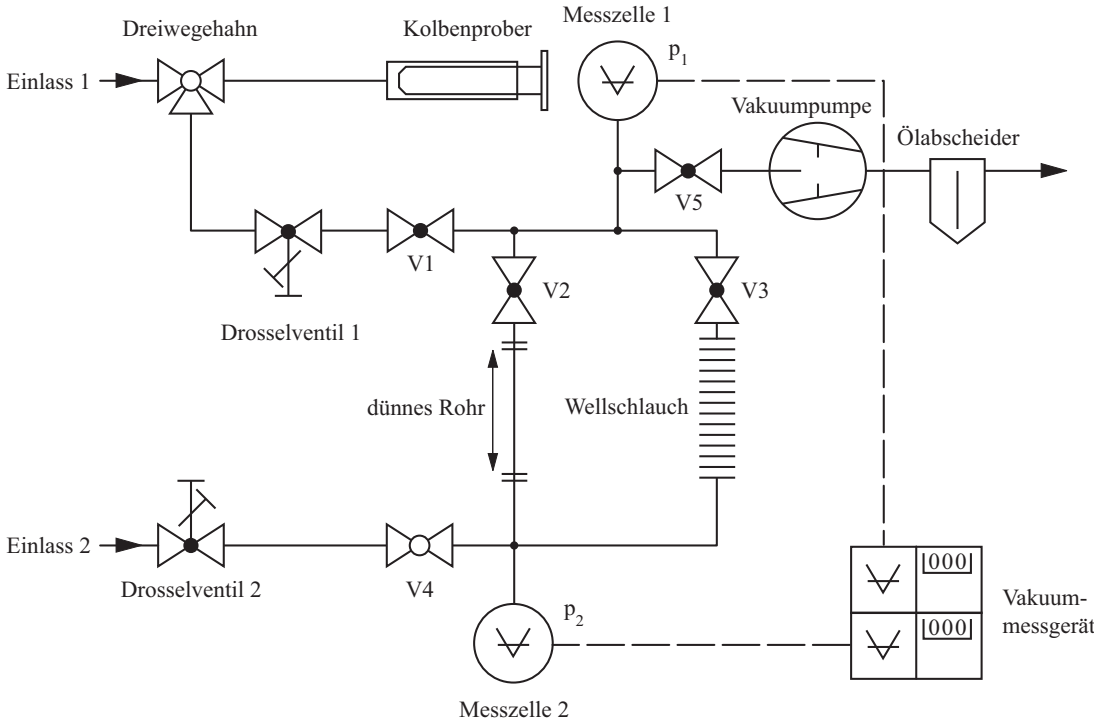 Messzelle 1
Dreiwegehahn
Kolbenprober
p1
Einlass 1
Vakuumpumpe
Ölabscheider
V5
V1
V2
V3
Drosselventil 1
dünnes Rohr
Wellschlauch
Einlass 2
000
Drosselventil 2
V4
p2
000
Vakuum-
messgerät
Messzelle 2